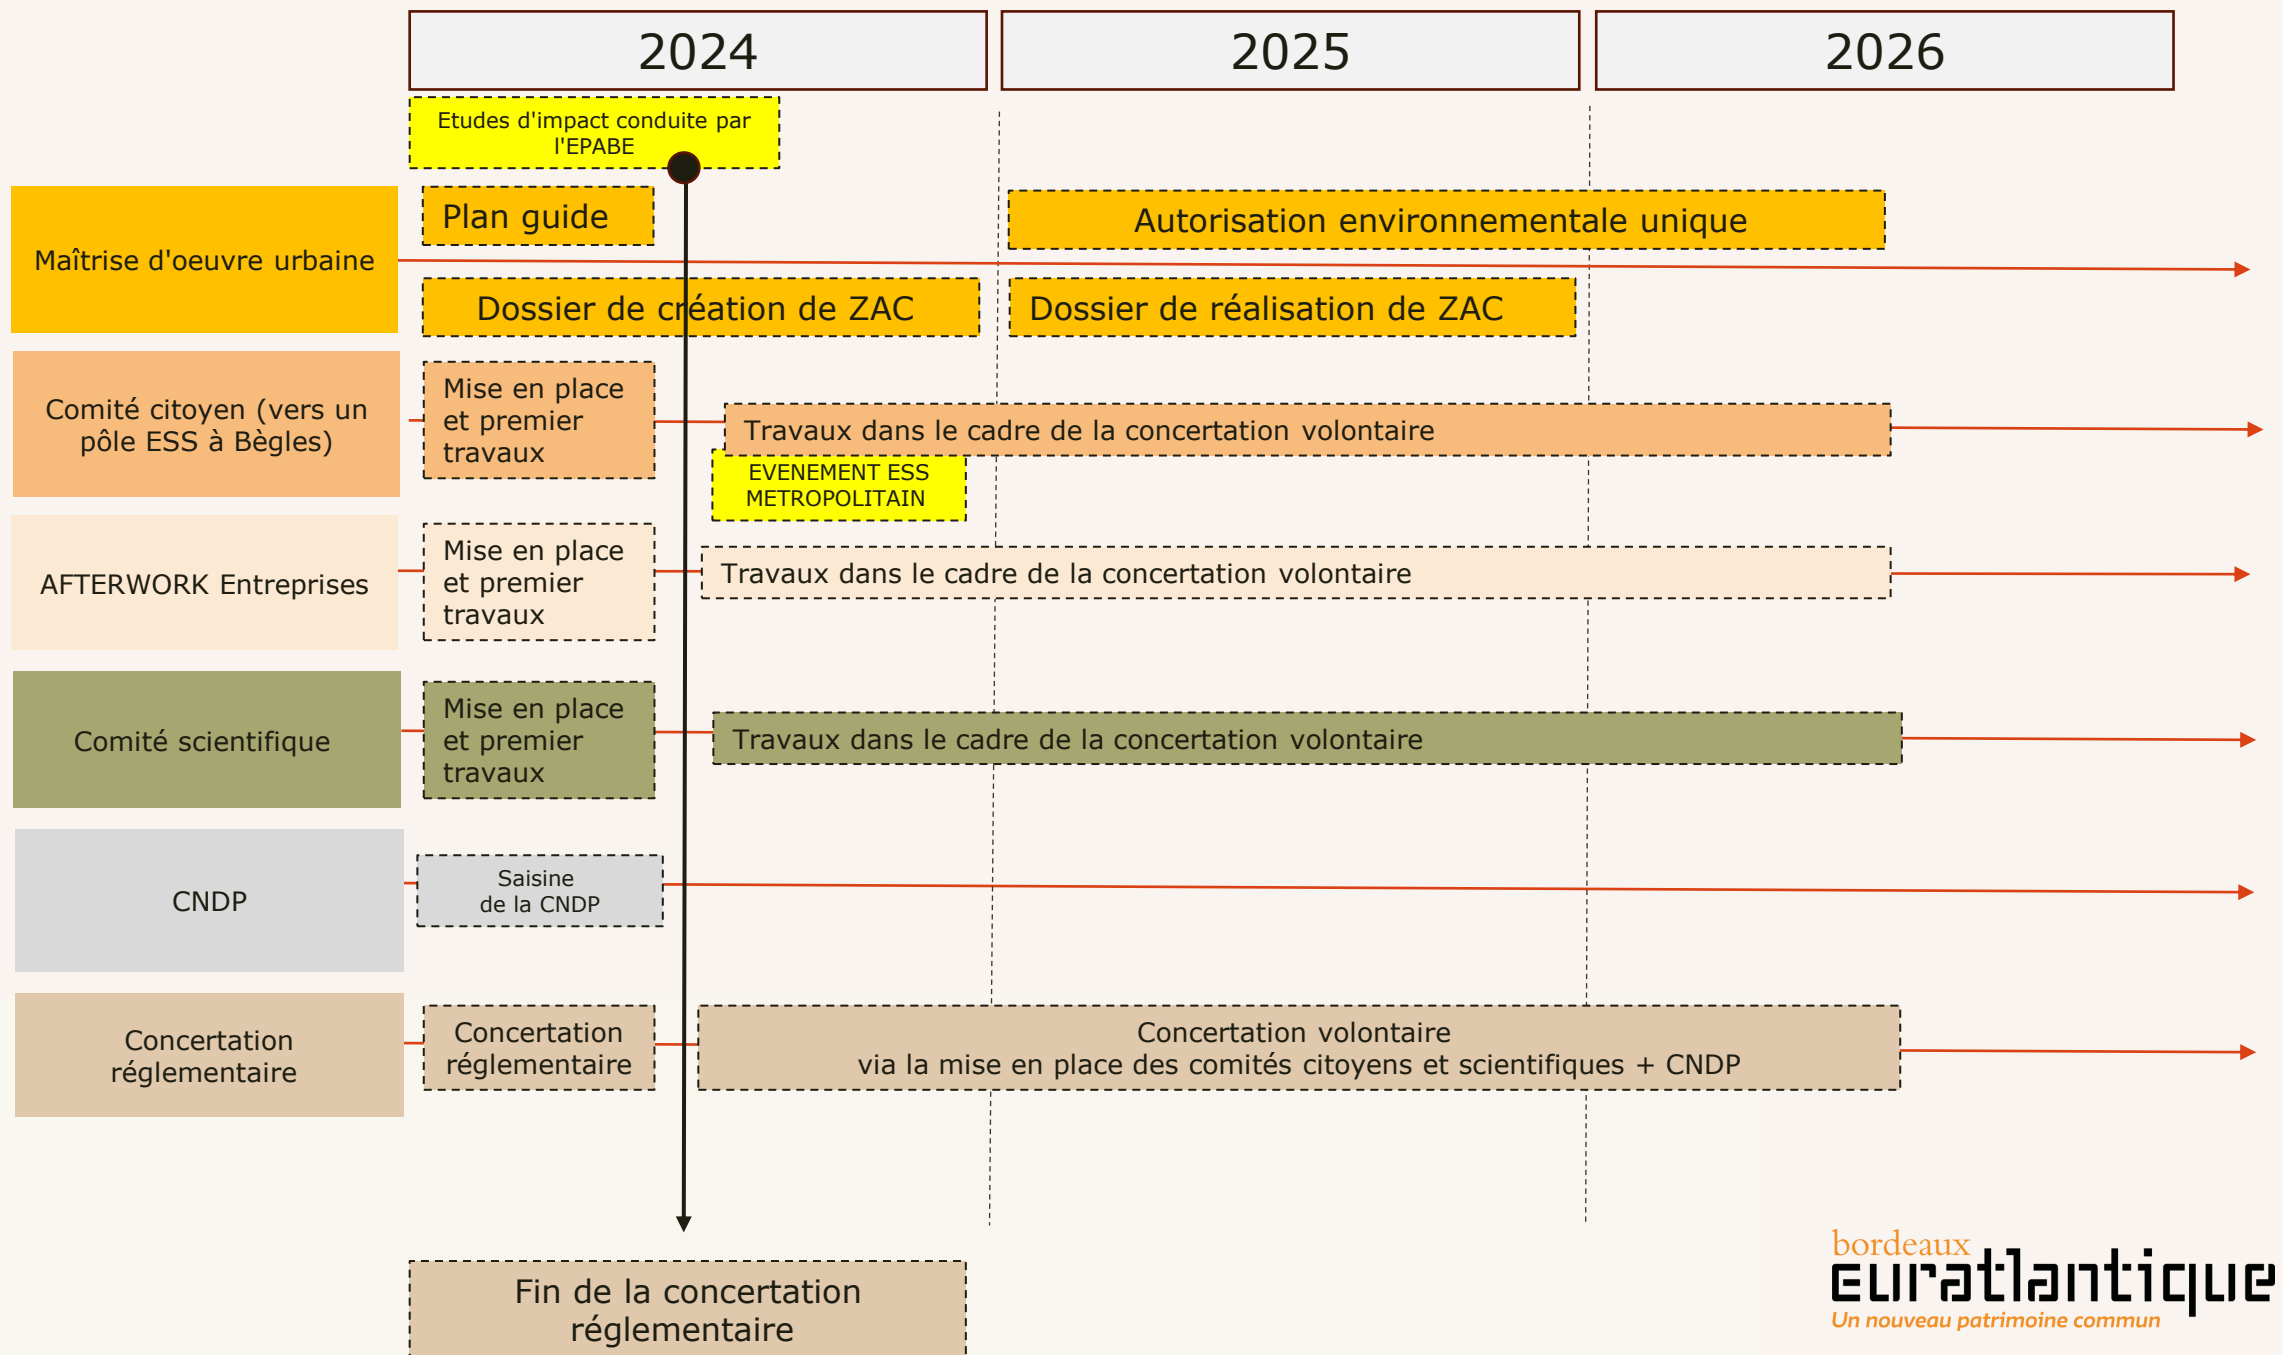 2024
2025
2026
Etudes d'impact conduite par
l'EPABE
Maîtrise d'oeuvre urbaine
Plan guide
Autorisation environnementale unique
Dossier de création de ZAC
Dossier de réalisation de ZAC
Comité citoyen (vers un
pôle ESS à Bègles)
Mise en place
et premier
travaux
Travaux dans le cadre de la concertation volontaire
EVENEMENT ESS
METROPOLITAIN
AFTERWORK Entreprises
Mise en place
et premier
travaux
Travaux dans le cadre de la concertation volontaire
Comité scientifique
Mise en place
et premier
travaux
Travaux dans le cadre de la concertation volontaire
CNDP
Saisine
de la CNDP
Concertation
réglementaire
Concertation
réglementaire
Concertation volontaire
via la mise en place des comités citoyens et scientifiques + CNDP
Fin de la concertation
réglementaire
bordeaux
euratlantique
Un nouveau patrimoine commun